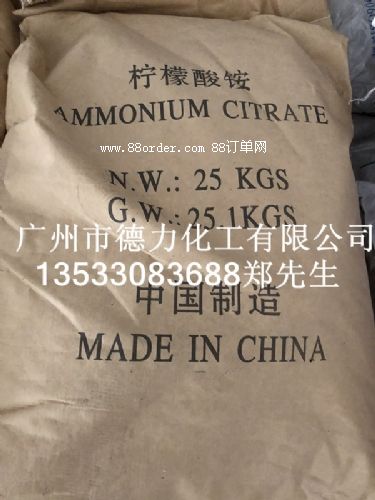 柠檬酸铵
AMMONIUM CITRATE
www.88order.com 88订单网
N.W.: 25 KGS
G.W.: 25.1KGS
广州市德力化工有限公司
13533083688郑先生
中国制造
MADE IN CHINA